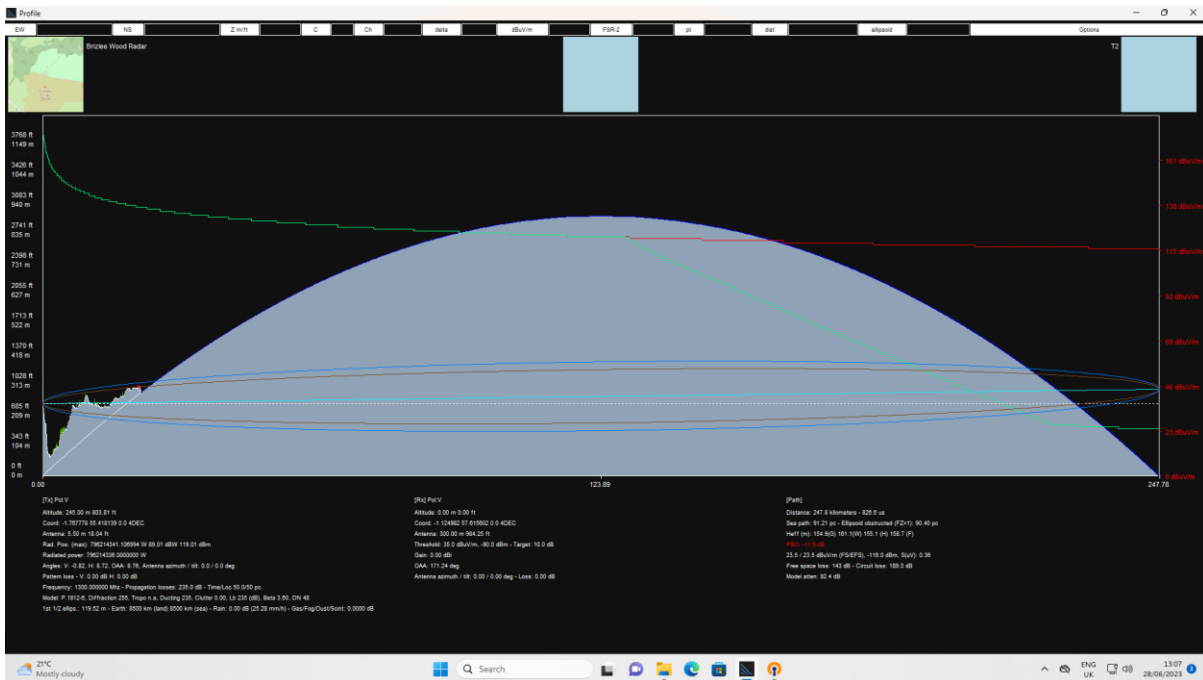 Profile
EW NS Z m/ft C Ch delta dBuV/m FSR-2 pt dist ellipsoid Options
Brizlee Wood Radar T2
3768 ft
1149 m
3426 ft
1044 m
3083 ft
940 m
2741 ft
835 m
2398 ft
731 m
2055 ft
627 m
1713 ft
522 m
1370 ft
418 m
1028 ft
313 m
685 ft
209 m
343 ft
104 m
0 ft
0 m
161 dBuV/m
138 dBuV/m
115 dBuV/m
92 dBuV/m
69 dBuV/m
46 dBuV/m
23 dBuV/m
0 dBuV/m
0.00 123.89 247.78
[Tx] Pol:V
Altitude: 245.00 m 803.81 ft
Coord: -1.767778 55.418139 0.0 4DEC
Antenna: 5.50 m 18.04 ft
Rad. Pow. (max): 796214341.106994 W 89.01 dBW 119.01 dBm
Radiated power: 796214336.0000000 W
Angles: V: -0.82, H: 8.72, OAA: 8.76, Antenna azimuth / tilt: 0.0 / 0.0 deg
Pattern loss - V: 0.00 dB H: 0.00 dB
Frequency: 1300.000000 Mhz - Propagation losses: 235.0 dB - Time/Loc 50.0/50 pc
Model: P.1812-6, Diffraction 255, Tropo n.a, Ducting 235, Clutter 0.00, Lb 235 (dB), Beta 3.50, DN 48
1st 1/2 ellips.: 119.52 m - Earth: 8500 km (land) 8500 km (sea) - Rain: 0.00 dB (25.28 mm/h) - Gas/Fog/Dust/Scint: 0.0000 dB
[Rx] Pol:V
Altitude: 0.00 m 0.00 ft
Coord: -1.124982 57.615602 0.0 4DEC
Antenna: 300.00 m 984.25 ft
Threshold: 35.0 dBuV/m, -90.0 dBm - Target: 10.0 dB
Gain: 0.00 dBi
OAA: 171.24 deg
Antenna azimuth / tilt: 0.00 / 0.00 deg - Loss: 0.00 dB
[Path]
Distance: 247.8 kilometers - 826.6 us
Sea path: 91.21 pc - Ellipsoid obstructed (FZ>1): 90.40 pc
Heff (m): 154.9(G) 161.1(W) 155.1 (H) 158.7 (F)
23.5 / 23.5 dBuV/m (FS/EFS), -116.0 dBm, S(uV): 0.36
Free space loss: 143 dB - Circuit loss: 189.0 dB
Model atten: 92.4 dB
21°C
Mostly cloudy
Search
ENG
UK
13:07
28/06/2023